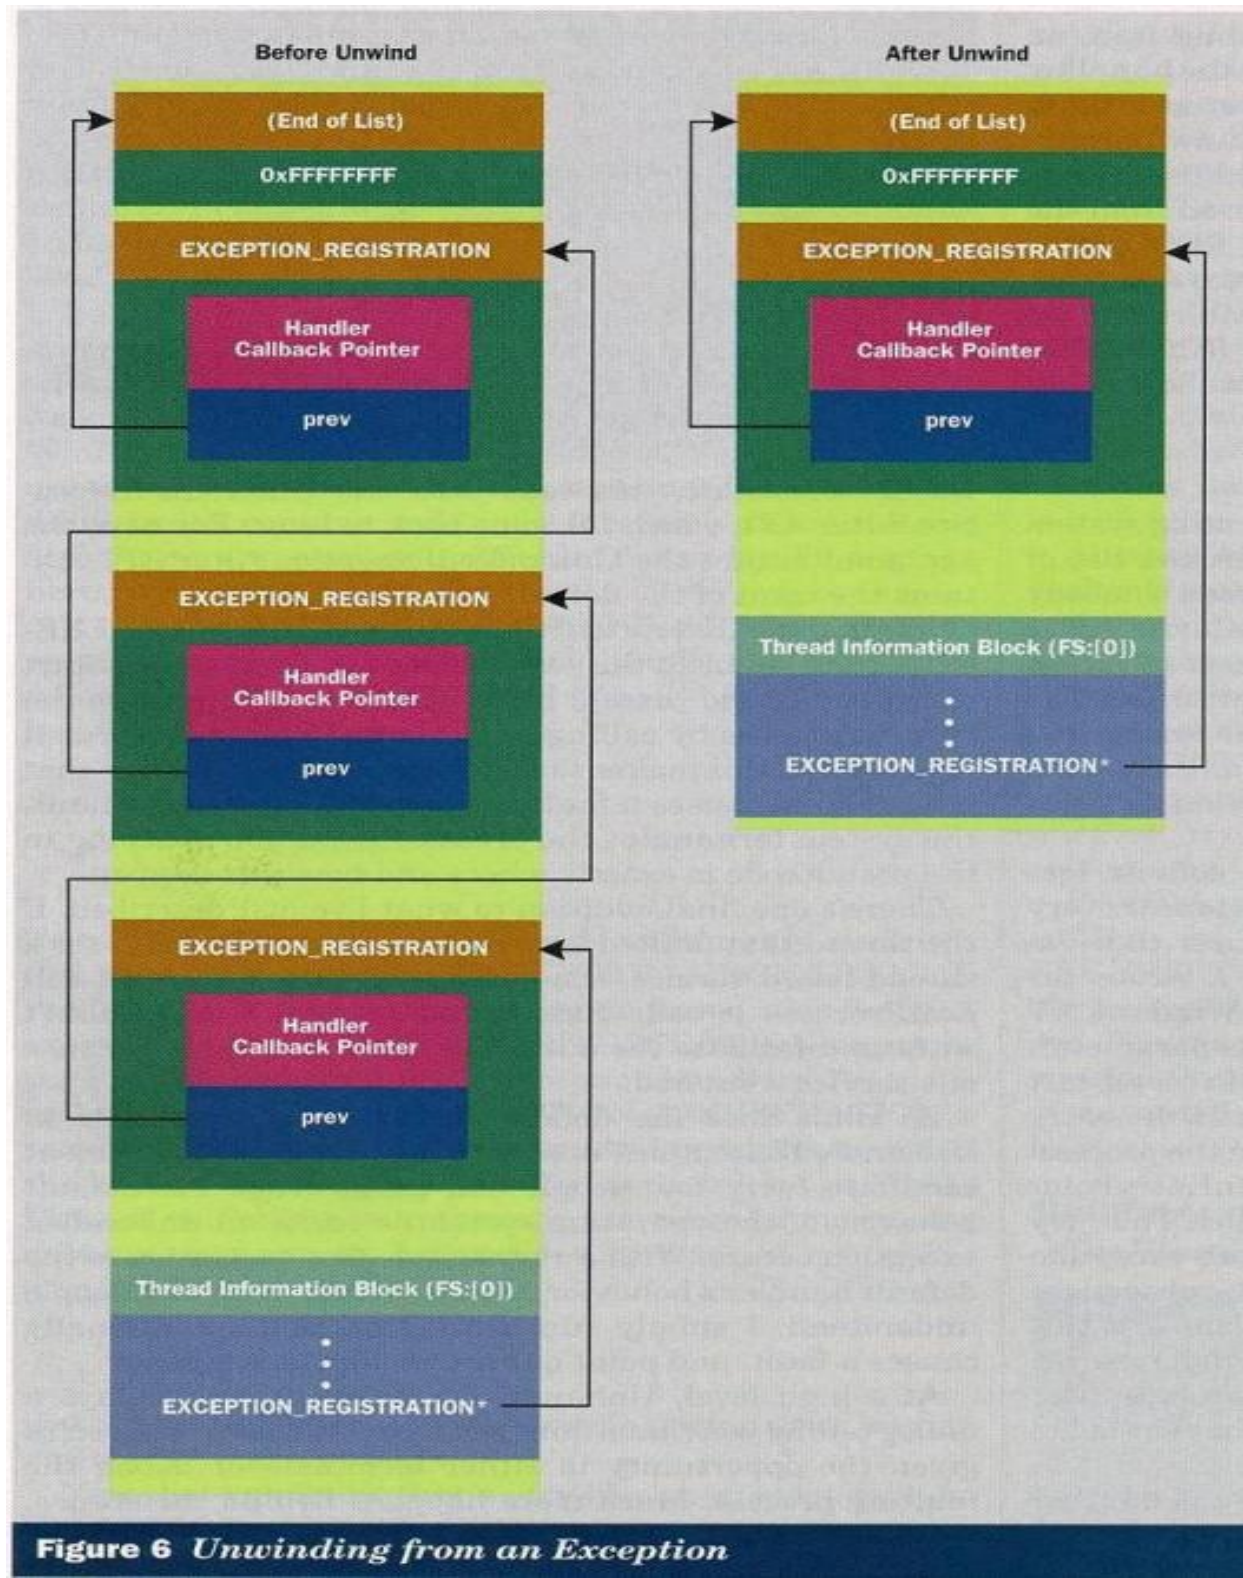 Before Unwind
(End of List)
0xFFFFFFFF
EXCEPTION_REGISTRATION
Handler
Callback Pointer
prev
EXCEPTION_REGISTRATION
Handler
Callback Pointer
prev
EXCEPTION_REGISTRATION
Handler
Callback Pointer
prev
Thread Information Block (FS:[0])
EXCEPTION_REGISTRATION*
After Unwind
(End of List)
0xFFFFFFFF
EXCEPTION_REGISTRATION
Handler
Callback Pointer
prev
Thread Information Block (FS:[0])
EXCEPTION_REGISTRATION*
Figure 6 Unwinding from an Exception